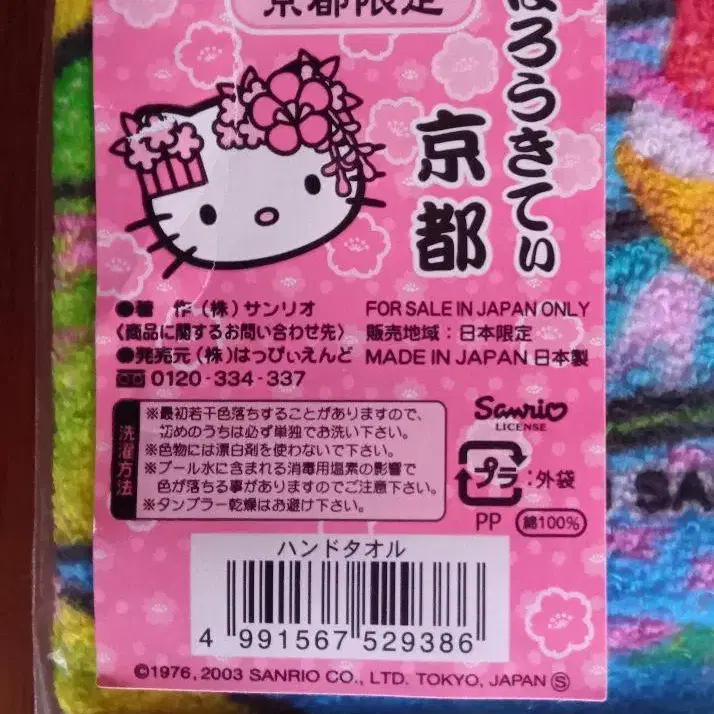 京都限定
ほろうきてぃ
京都
●著 作(株)サンリオ
〈商品に関するお問い合わせ先〉
●発売元(株)はっぴぃえんど
0120-334-337
FOR SALE IN JAPAN ONLY
販売地域:日本限定
MADE IN JAPAN 日本製
洗濯方法
※最初若干色落ちすることがありますので、
初めのうちは必ず単独でお洗い下さい。
※色物には漂白剤を使わないで下さい。
※プール水に含まれる消毒用塩素の影響で
色が落ちる事がありますのでご注意下さい。
※タンブラー乾燥はお避け下さい。
Sanrio
LICENSE
プラ:外袋
PP 綿100%
ハンドタオル
4 991567 529386
©1976, 2003 SANRIO CO., LTD. TOKYO, JAPAN Ⓢ
SA